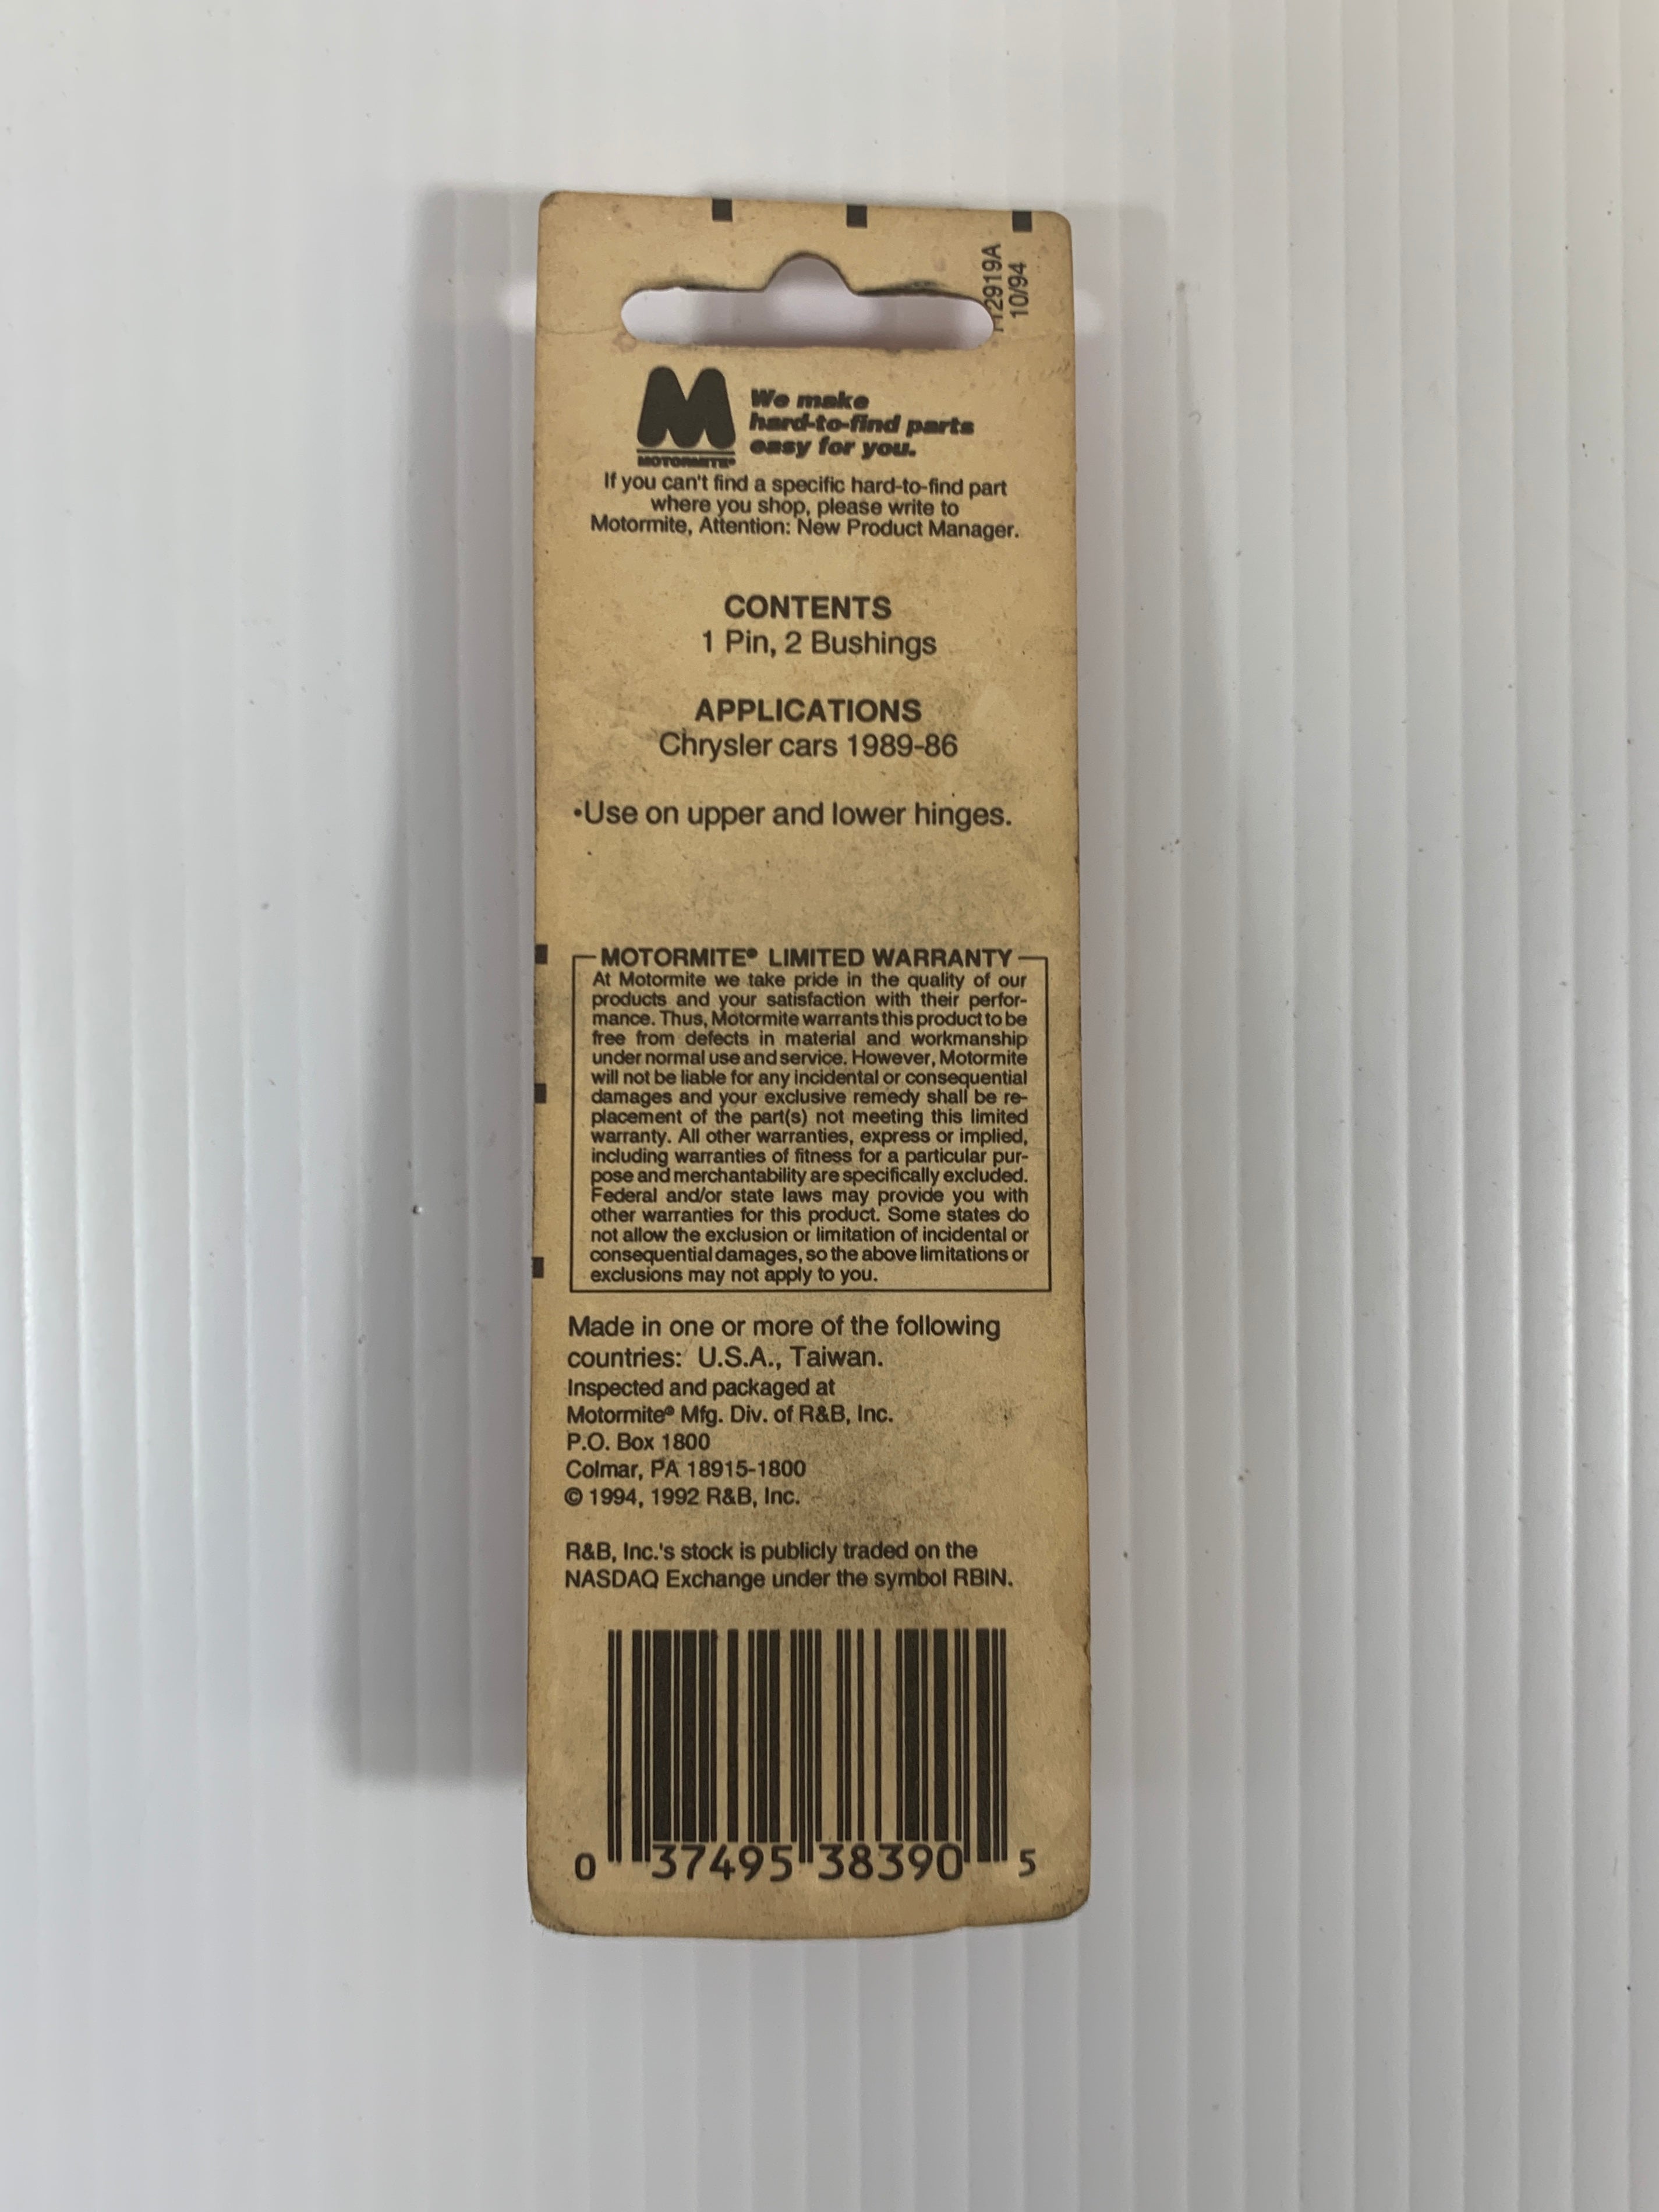 10/94
MOTORMITE®
We make
hard-to-find parts
easy for you.
If you can't find a specific hard-to-find part
where you shop, please write to
Motormite, Attention: New Product Manager.
CONTENTS
1 Pin, 2 Bushings
APPLICATIONS
Chrysler cars 1989-86
•Use on upper and lower hinges.
MOTORMITE® LIMITED WARRANTY
At Motormite we take pride in the quality of our
products and your satisfaction with their perfor-
mance. Thus, Motormite warrants this product to be
free from defects in material and workmanship
under normal use and service. However, Motormite
will not be liable for any incidental or consequential
damages and your exclusive remedy shall be re-
placement of the part(s) not meeting this limited
warranty. All other warranties, express or implied,
including warranties of fitness for a particular pur-
pose and merchantability are specifically excluded.
Federal and/or state laws may provide you with
other warranties for this product. Some states do
not allow the exclusion or limitation of incidental or
consequential damages, so the above limitations or
exclusions may not apply to you.
Made in one or more of the following
countries: U.S.A., Taiwan.
Inspected and packaged at
Motormite® Mfg. Div. of R&B, Inc.
P.O. Box 1800
Colmar, PA 18915-1800
© 1994, 1992 R&B, Inc.
R&B, Inc.'s stock is publicly traded on the
NASDAQ Exchange under the symbol RBIN.
0 37495 38390 5